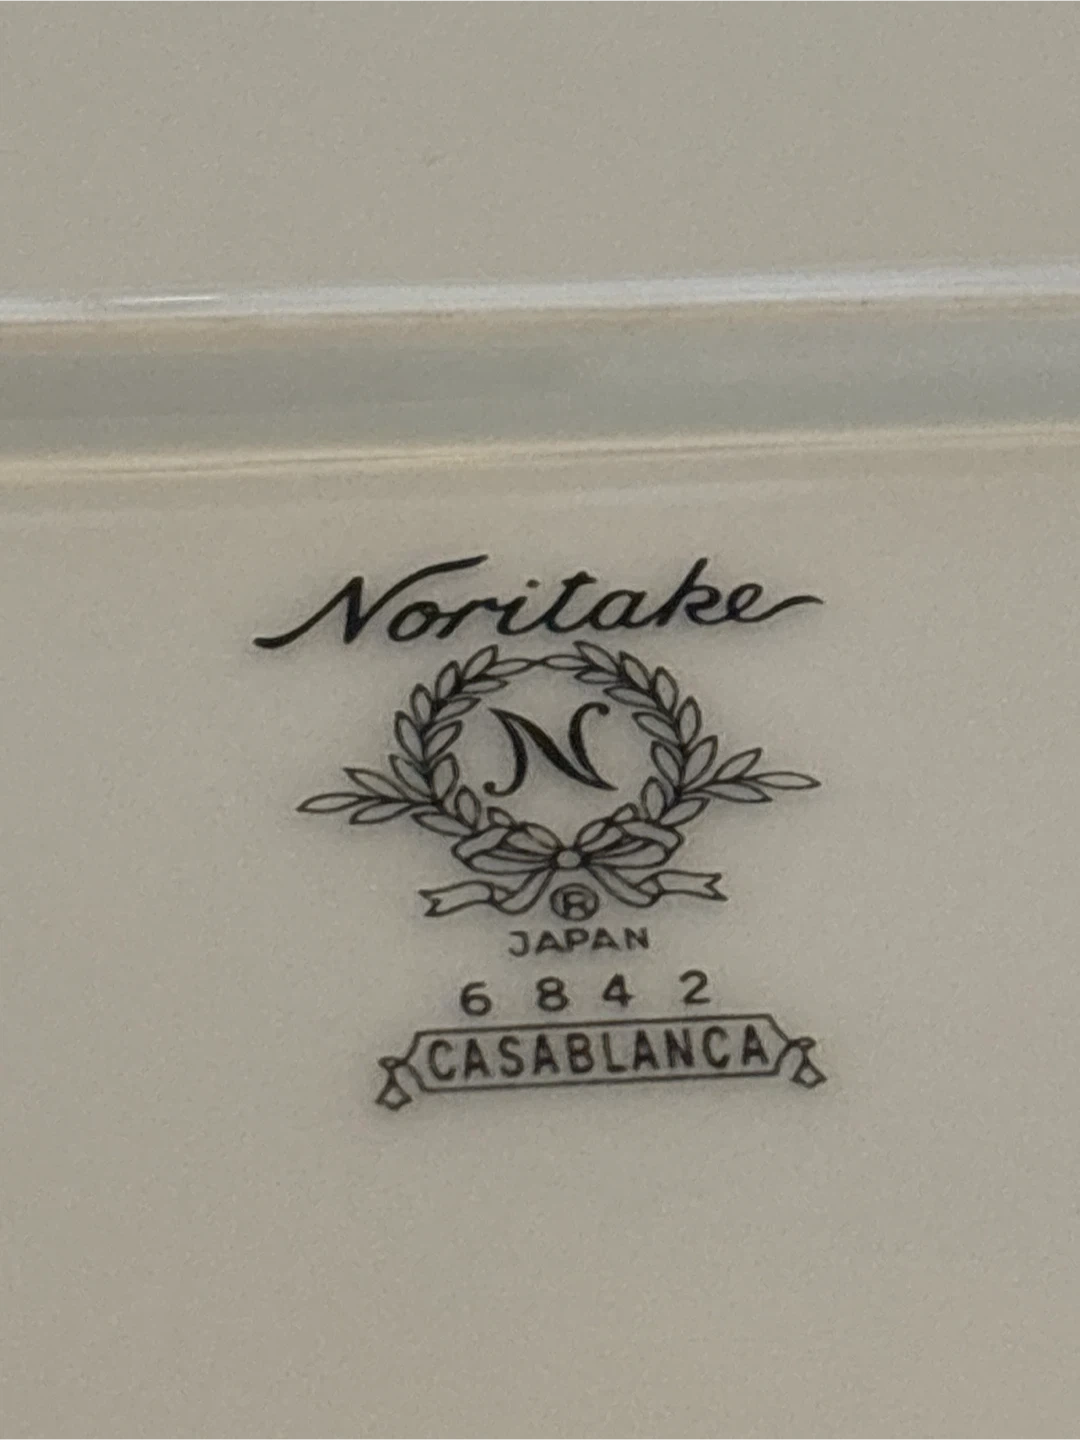 Noritake
N
®
JAPAN
6842
CASABLANCA